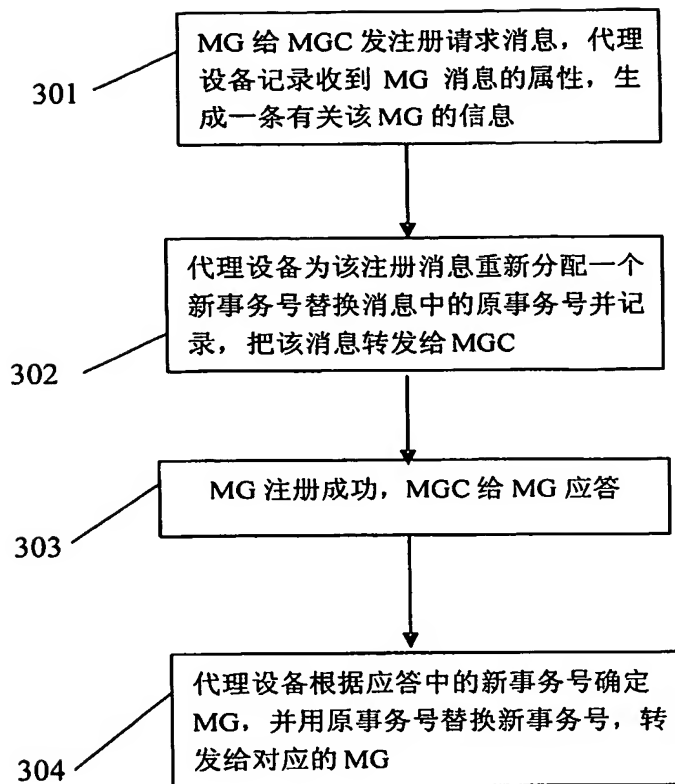 301
MG 给 MGC 发注册请求消息，代理
设备记录收到 MG 消息的属性，生
成一条有关该MG 的信息
302
代理设备为该注册消息重新分配一个
新事务号替换消息中的原事务号并记
录，把该消息转发给MGC
303
MG 注册成功，MGC 给 MG 应答
304
代理设备根据应答中的新事务号确定
MG，并用原事务号替换新事务号，转
发给对应的 MG